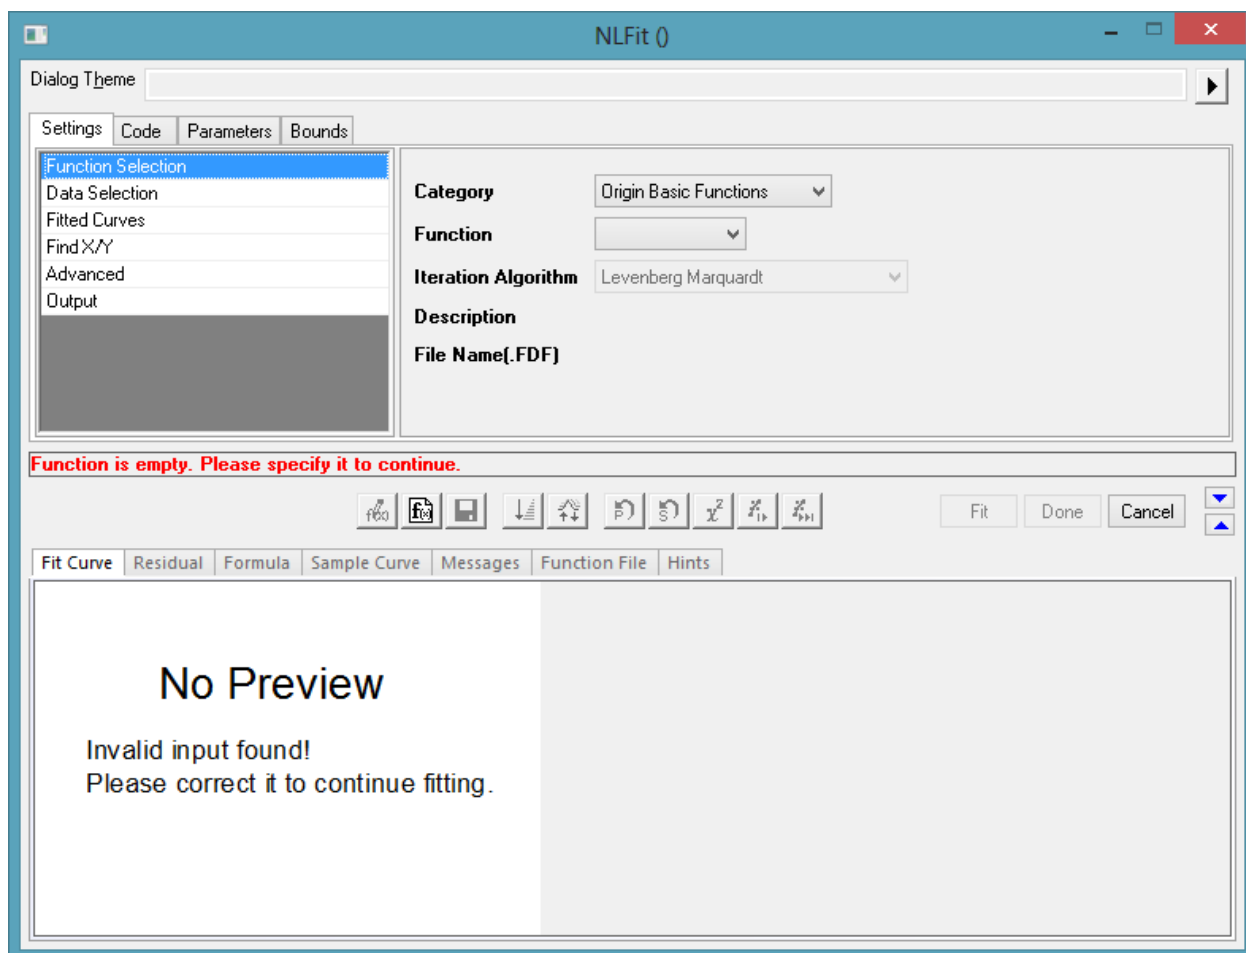 NLFit ()
Dialog Theme
Settings Code Parameters Bounds
Function Selection
Data Selection
Fitted Curves
Find X/Y
Advanced
Output
Category Origin Basic Functions
Function
Iteration Algorithm Levenberg Marquardt
Description
File Name(.FDF)
Function is empty. Please specify it to continue.
Fit Done Cancel
Fit Curve Residual Formula Sample Curve Messages Function File Hints
No Preview
Invalid input found!
Please correct it to continue fitting.